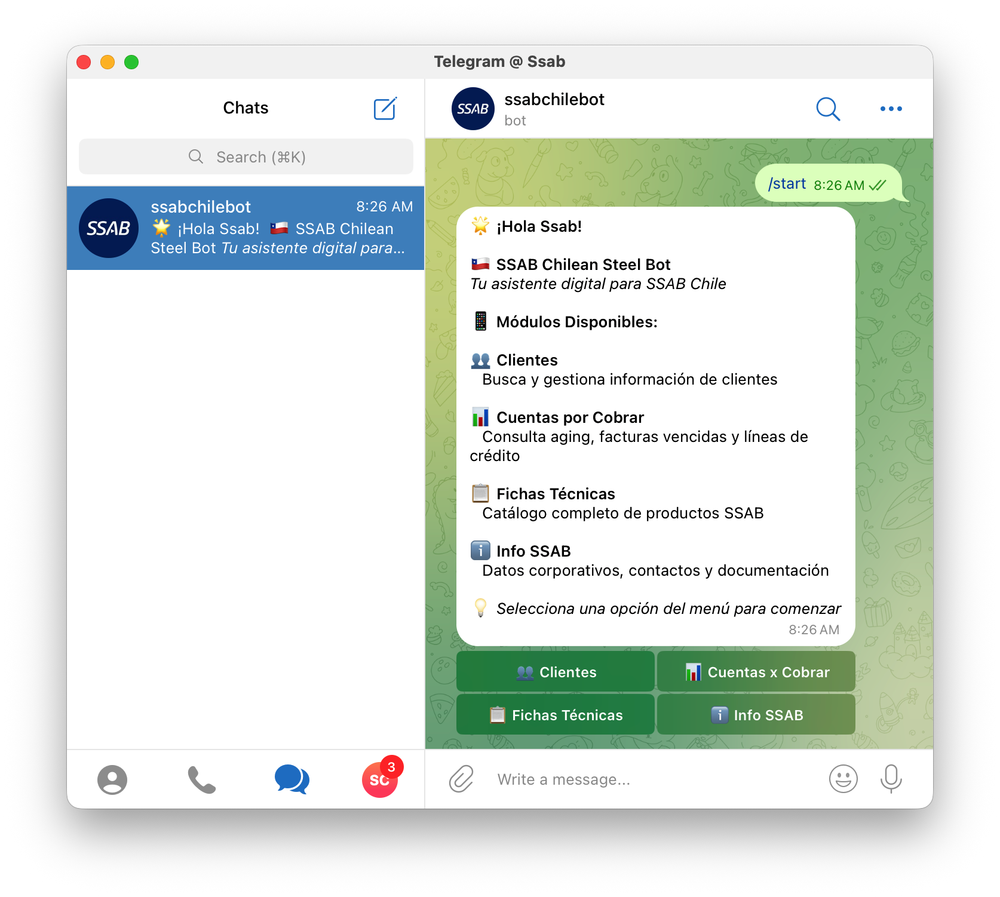 Telegram @ Ssab
Chats
Search (⌘K)
SSAB
ssabchilebot
8:26 AM
🌟 ¡Hola Ssab! 🇨🇱 SSAB Chilean
Steel Bot Tu asistente digital para...
SC
3
SSAB
ssabchilebot
bot
/start 8:26 AM
🌟 ¡Hola Ssab!
🇨🇱 SSAB Chilean Steel Bot
Tu asistente digital para SSAB Chile
📱 Módulos Disponibles:
👥 Clientes
Busca y gestiona información de clientes
📊 Cuentas por Cobrar
Consulta aging, facturas vencidas y líneas de
crédito
📋 Fichas Técnicas
Catálogo completo de productos SSAB
ℹ️ Info SSAB
Datos corporativos, contactos y documentación
💡 Selecciona una opción del menú para comenzar
8:26 AM
👥 Clientes
📊 Cuentas x Cobrar
📋 Fichas Técnicas
ℹ️ Info SSAB
Write a message...